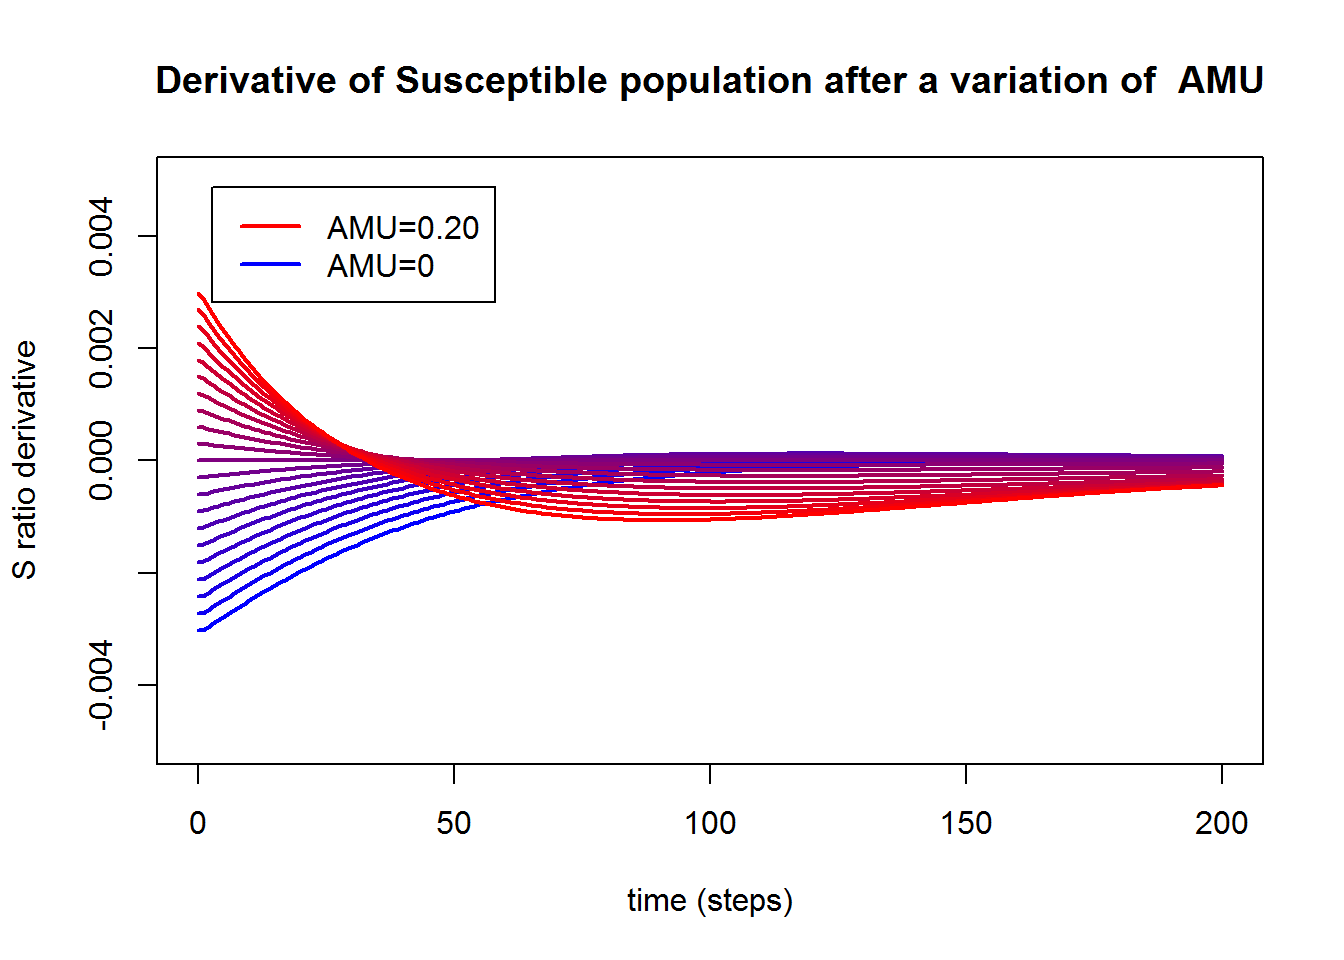 Derivative of Susceptible population after a variation of  AMU
AMU=0.20
AMU=0
S ratio derivative
0.004
0.002
0.000
-0.004
0
50
100
150
200
time (steps)